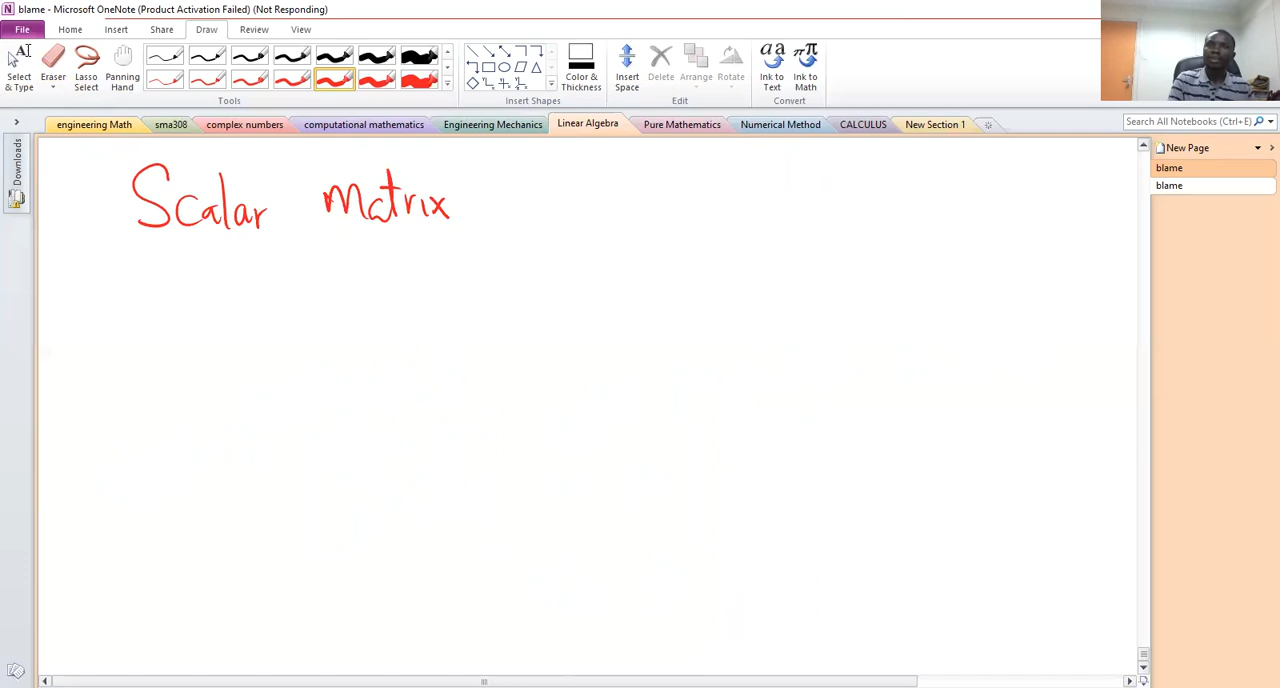 blame - Microsoft OneNote (Product Activation Failed) (Not Responding)
File Home Insert Share Draw Review View
Select & Type
Eraser
Lasso Select
Panning Hand
Color & Thickness
Insert Space
Delete
Arrange
Rotate
Ink to Text
Ink to Math
Tools Insert Shapes Edit Convert
engineering Math sma308 complex numbers computational mathematics Engineering Mechanics Linear Algebra Pure Mathematics Numerical Method CALCULUS New Section 1
Search All Notebooks (Ctrl+E)
Downloads
New Page
blame
blame
Scalar matrix